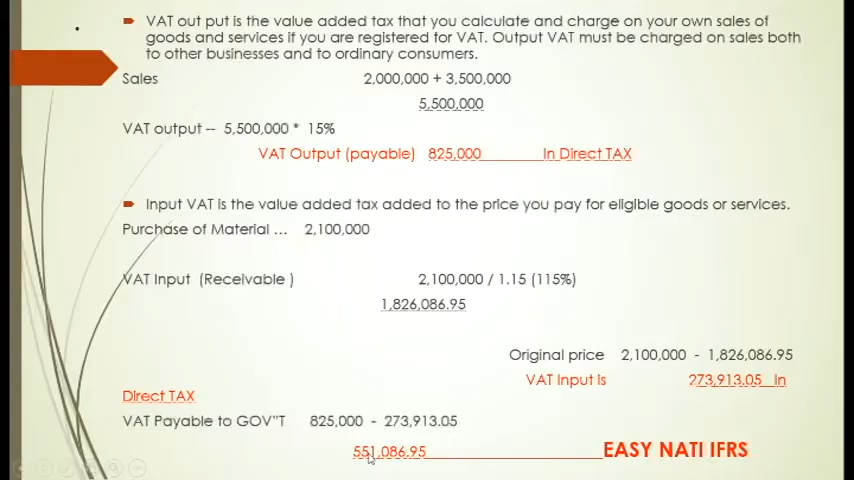 VAT out put is the value added tax that you calculate and charge on your own sales of
goods and services if you are registered for VAT. Output VAT must be charged on sales both
to other businesses and to ordinary consumers.
Sales 2,000,000 + 3,500,000
5,500,000
VAT output -- 5,500,000 * 15%
VAT Output (payable) 825,000 In Direct TAX
Input VAT is the value added tax added to the price you pay for eligible goods or services.
Purchase of Material ... 2,100,000
VAT Input (Receivable ) 2,100,000 / 1.15 (115%)
1,826,086.95
Original price 2,100,000 - 1,826,086.95
VAT Input is 273,913.05 In
Direct TAX
VAT Payable to GOV"T 825,000 - 273,913.05
551,086.95 EASY NATI IFRS